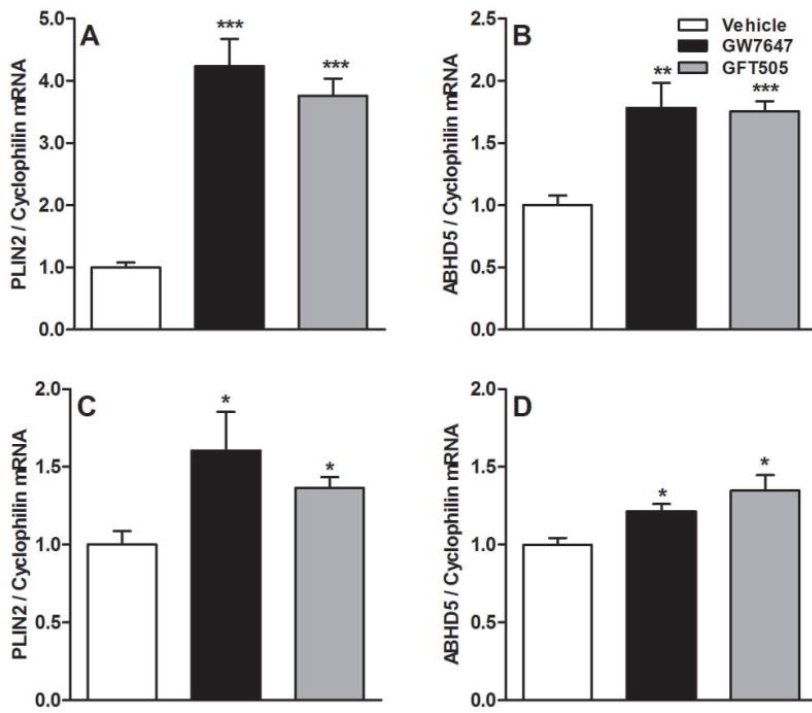 A
PLIN2 / Cyclophilin mRNA
5.0
4.0
3.0
2.0
1.0
0.0
***
***
B
ABHD5 / Cyclophilin mRNA
2.5
2.0
1.5
1.0
0.5
0.0
**
***
Vehicle
GW7647
GFT505
C
PLIN2 / Cyclophilin mRNA
2.0
1.5
1.0
0.5
0.0
*
*
D
ABHD5 / Cyclophilin mRNA
2.0
1.5
1.0
0.5
0.0
*
*